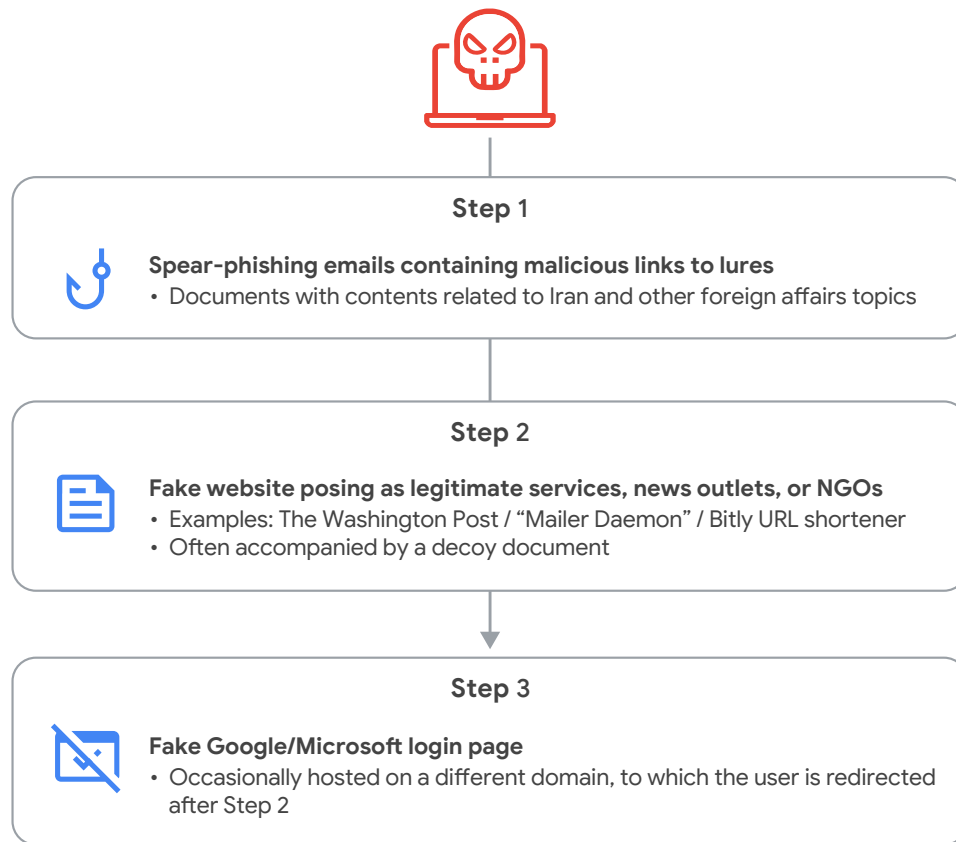 Step 1
Spear-phishing emails containing malicious links to lures
• Documents with contents related to Iran and other foreign affairs topics
Step 2
Fake website posing as legitimate services, news outlets, or NGOs
• Examples: The Washington Post / “Mailer Daemon” / Bitly URL shortener
• Often accompanied by a decoy document
Step 3
Fake Google/Microsoft login page
• Occasionally hosted on a different domain, to which the user is redirected
after Step 2